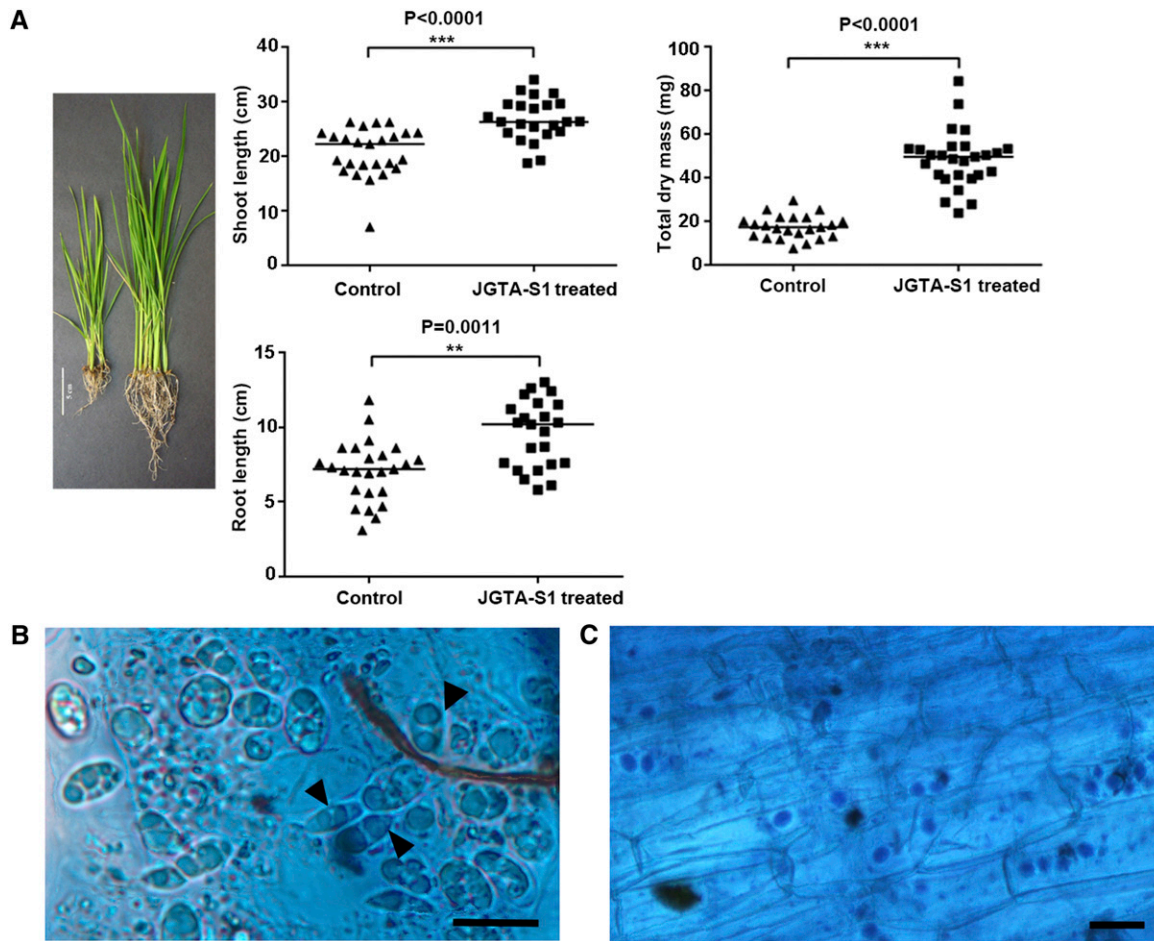 A
P<0.0001
***
Shoot length (cm)
40
30
20
10
0
Control
JGTA-S1 treated
P<0.0001
***
Total dry mass (mg)
100
80
60
40
20
0
Control
JGTA-S1 treated
5 cm
P=0.0011
**
Root length (cm)
15
10
5
0
Control
JGTA-S1 treated
B
C